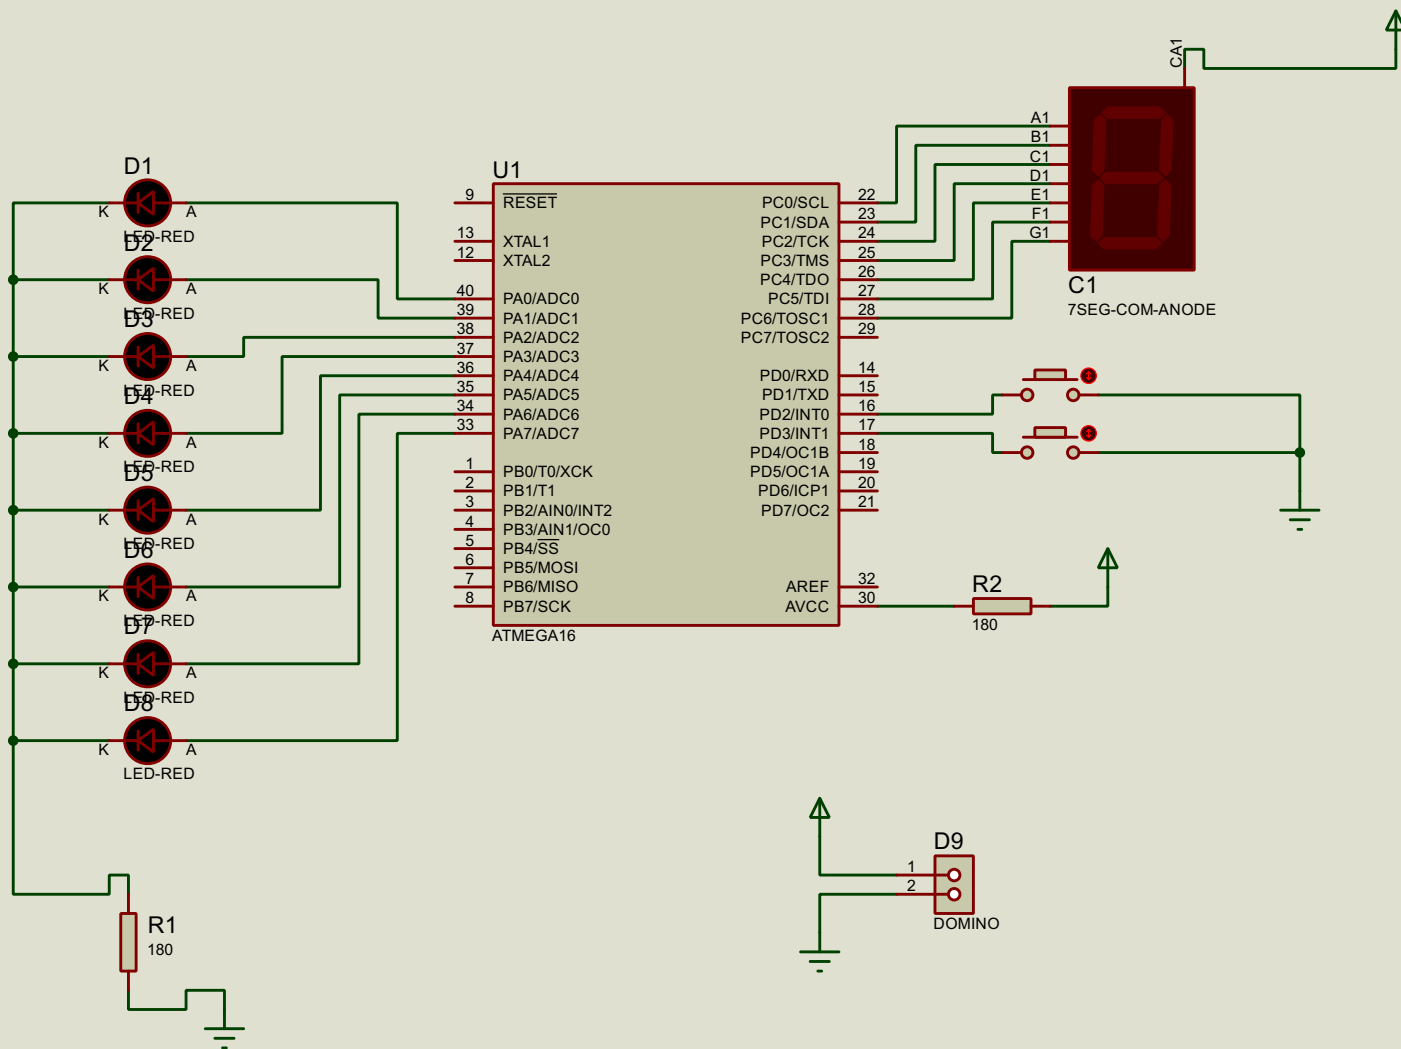 CA1
A1
B1
C1
D1
E1
F1
G1
C1
7SEG-COM-ANODE
D1
K
A
LED-RED
D2
K
A
LED-RED
D3
K
A
LED-RED
D4
K
A
LED-RED
D5
K
A
LED-RED
D6
K
A
LED-RED
D7
K
A
LED-RED
D8
K
A
LED-RED
U1
9 RESET
13 XTAL1
12 XTAL2
40 PA0/ADC0
39 PA1/ADC1
38 PA2/ADC2
37 PA3/ADC3
36 PA4/ADC4
35 PA5/ADC5
34 PA6/ADC6
33 PA7/ADC7
1 PB0/T0/XCK
2 PB1/T1
3 PB2/AIN0/INT2
4 PB3/AIN1/OC0
5 PB4/SS
6 PB5/MOSI
7 PB6/MISO
8 PB7/SCK
PC0/SCL 22
PC1/SDA 23
PC2/TCK 24
PC3/TMS 25
PC4/TDO 26
PC5/TDI 27
PC6/TOSC1 28
PC7/TOSC2 29
PD0/RXD 14
PD1/TXD 15
PD2/INT0 16
PD3/INT1 17
PD4/OC1B 18
PD5/OC1A 19
PD6/ICP1 20
PD7/OC2 21
AREF 32
AVCC 30
ATMEGA16
R2
180
D9
1
2
DOMINO
R1
180